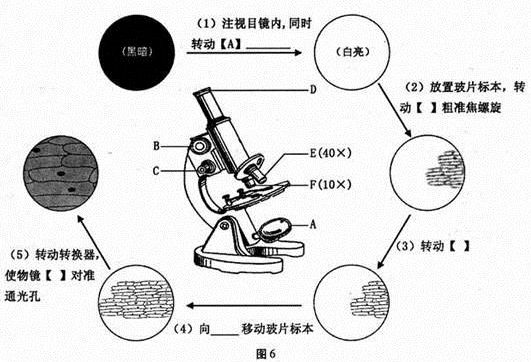 (1) 注视目镜内,同时
转动【A】______
(黑暗)
(白亮)
(2) 放置玻片标本, 转
动【 】粗准焦螺旋
(3) 转动【 】
(4) 向____移动玻片标本
(5) 转动转换器,
使物镜【 】对准
通光孔
D
B
C
E(40×)
F(10×)
A
图6